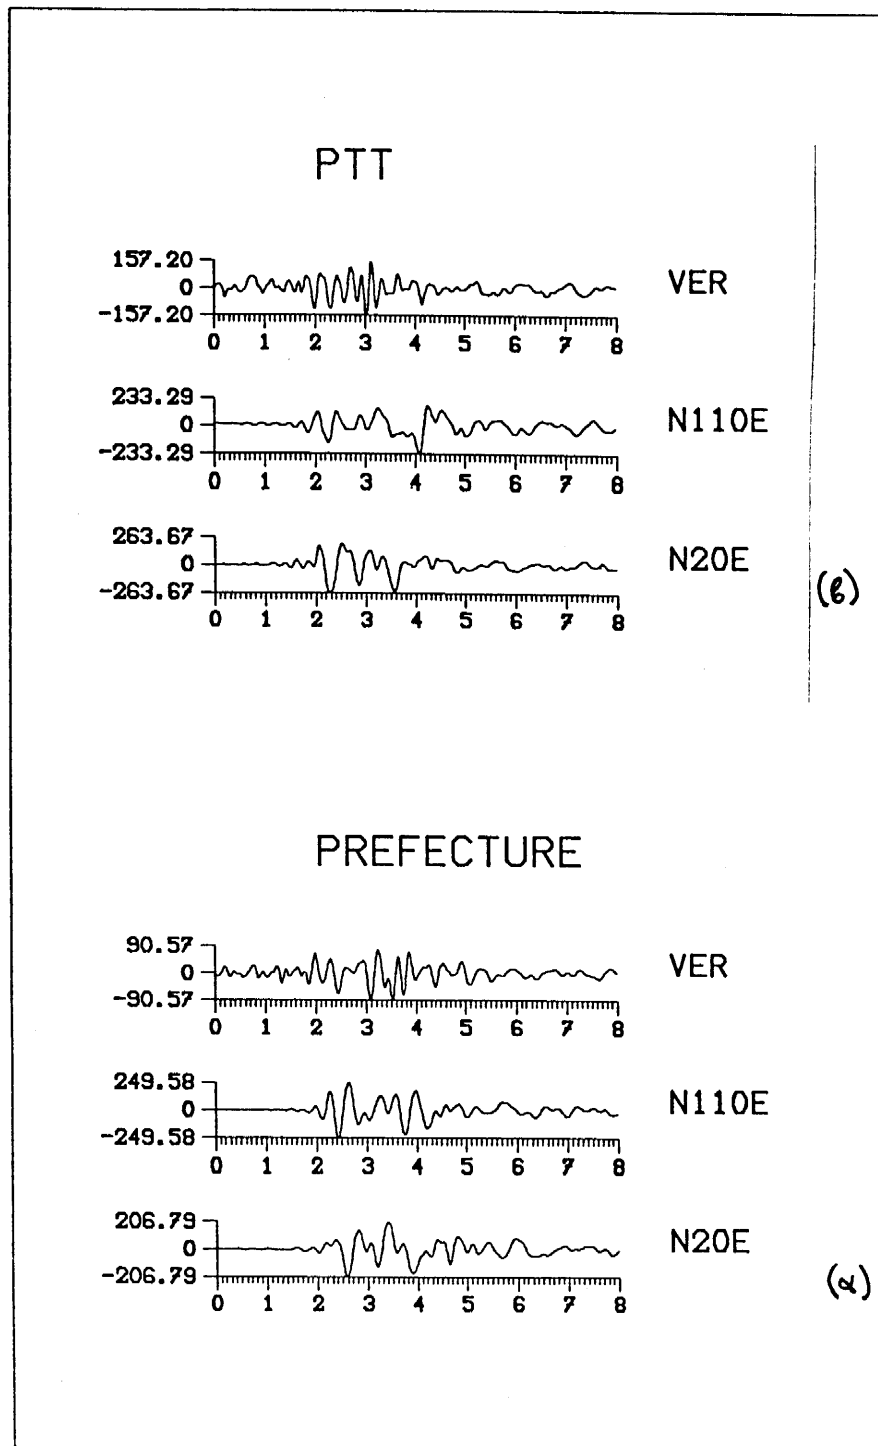 PTT
157.20
0
-157.20
VER
0 1 2 3 4 5 6 7 8
233.29
0
-233.29
N110E
0 1 2 3 4 5 6 7 8
263.67
0
-263.67
N20E
0 1 2 3 4 5 6 7 8
(β)
PREFECTURE
90.57
0
-90.57
VER
0 1 2 3 4 5 6 7 8
249.58
0
-249.58
N110E
0 1 2 3 4 5 6 7 8
206.79
0
-206.79
N20E
0 1 2 3 4 5 6 7 8
(α)